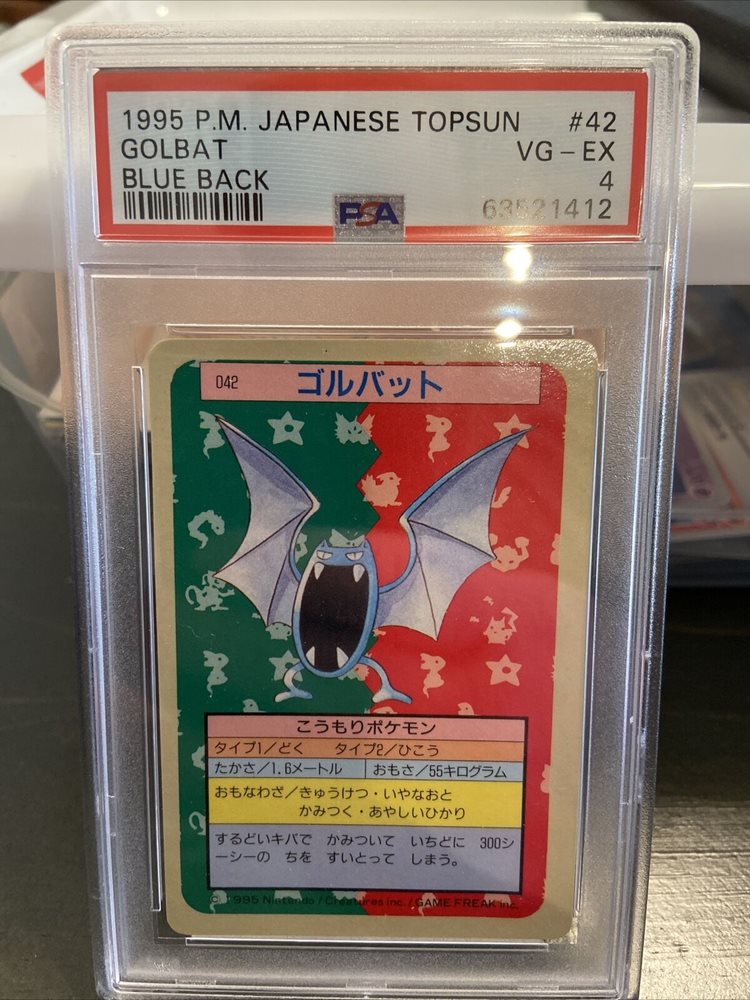 1995 P.M. JAPANESE TOPSUN #42
GOLBAT VG - EX
BLUE BACK 4
PSA 63521412
042 ゴルバット
こうもりポケモン
タイプ1/どく タイプ2/ひこう
たかさ/1.6メートル おもさ/55キログラム
おもなわざ/きゅうけつ・いやなおと
かみつく・あやしいひかり
するどいキバで かみついて いちどに 300シ
ーシーの ちを すいとって しまう。
© 1995 Nintendo / Creatures inc. / GAME FREAK inc.